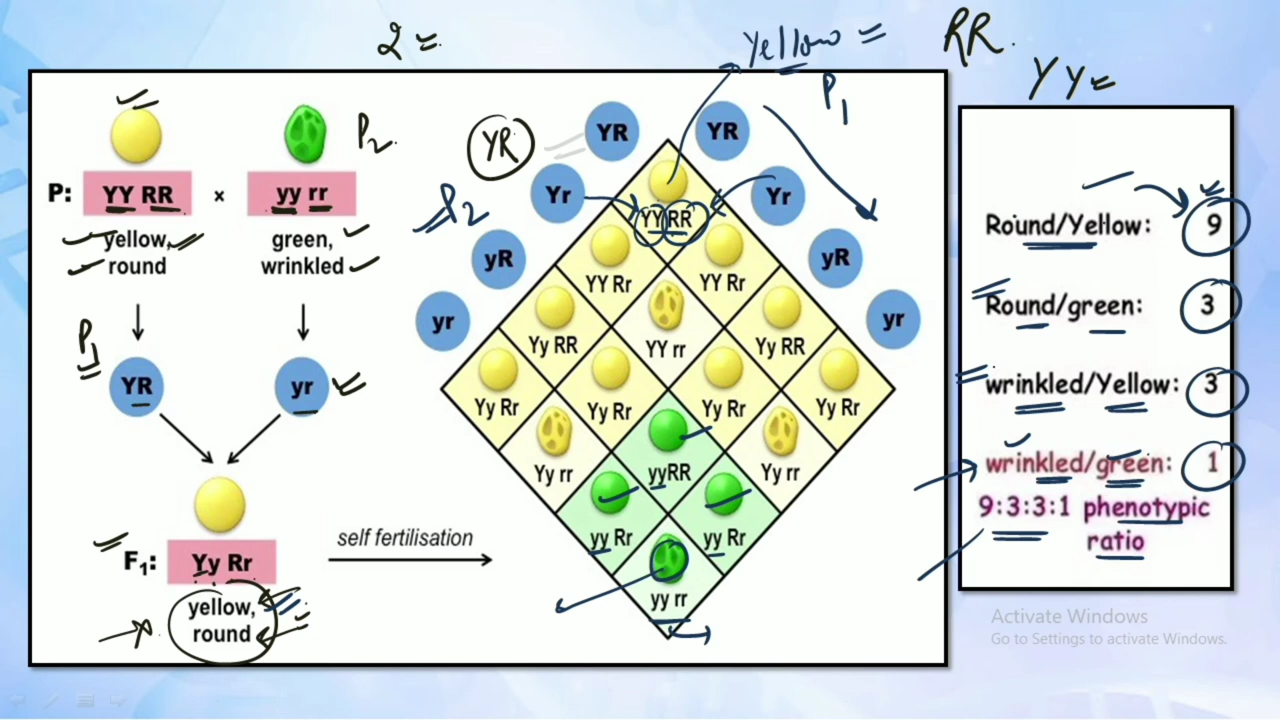 2 =
Yellow =
RR.
Yy =
P1
P2.
YR
YR
YR
P: YY RR × yy rr
Yr
Yr
P2
YY RR
yellow,
round
green,
wrinkled
yR
yR
YY Rr
YY Rr
P1
yr
yr
Yy RR
YY rr
Yy RR
YR
yr
Yy Rr
Yy Rr
Yy Rr
Yy Rr
Yy rr
yyRR
Yy rr
yy Rr
yy Rr
self fertilisation
F1: Yy Rr
yy rr
yellow,
round
Round/Yellow: 9
Round/green: 3
wrinkled/Yellow: 3
wrinkled/green: 1
9:3:3:1 phenotypic
ratio
Activate Windows
Go to Settings to activate Windows.